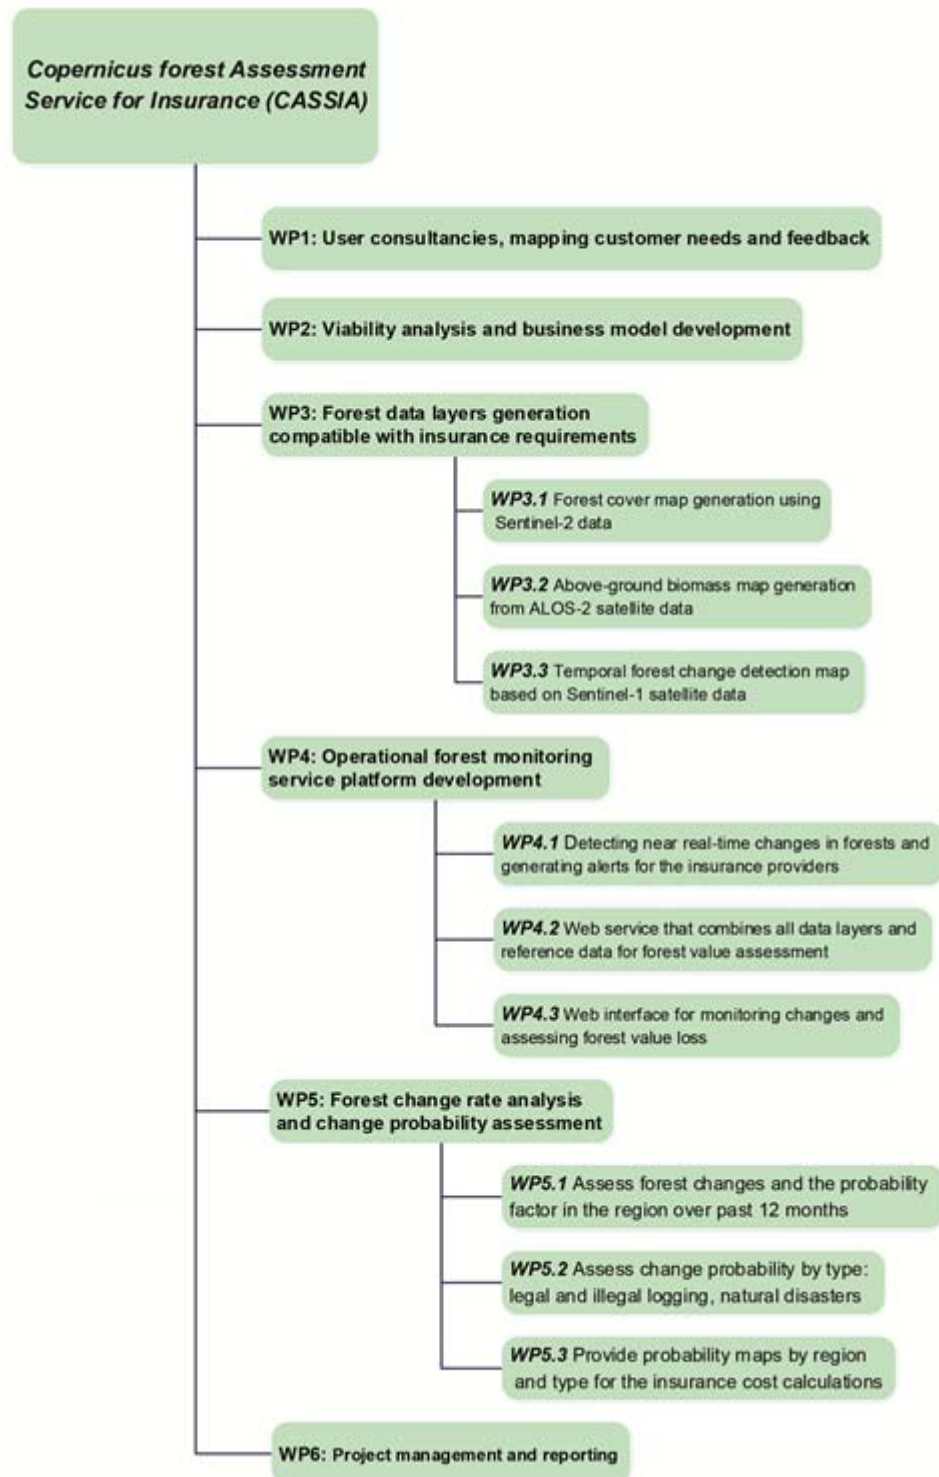 Copernicus forest Assessment
Service for Insurance (CASSIA)
WP1: User consultancies, mapping customer needs and feedback
WP2: Viability analysis and business model development
WP3: Forest data layers generation
compatible with insurance requirements
WP3.1 Forest cover map generation using
Sentinel-2 data
WP3.2 Above-ground biomass map generation
from ALOS-2 satellite data
WP3.3 Temporal forest change detection map
based on Sentinel-1 satellite data
WP4: Operational forest monitoring
service platform development
WP4.1 Detecting near real-time changes in forests and
generating alerts for the insurance providers
WP4.2 Web service that combines all data layers and
reference data for forest value assessment
WP4.3 Web interface for monitoring changes and
assessing forest value loss
WP5: Forest change rate analysis
and change probability assessment
WP5.1 Assess forest changes and the probability
factor in the region over past 12 months
WP5.2 Assess change probability by type:
legal and illegal logging, natural disasters
WP5.3 Provide probability maps by region
and type for the insurance cost calculations
WP6: Project management and reporting